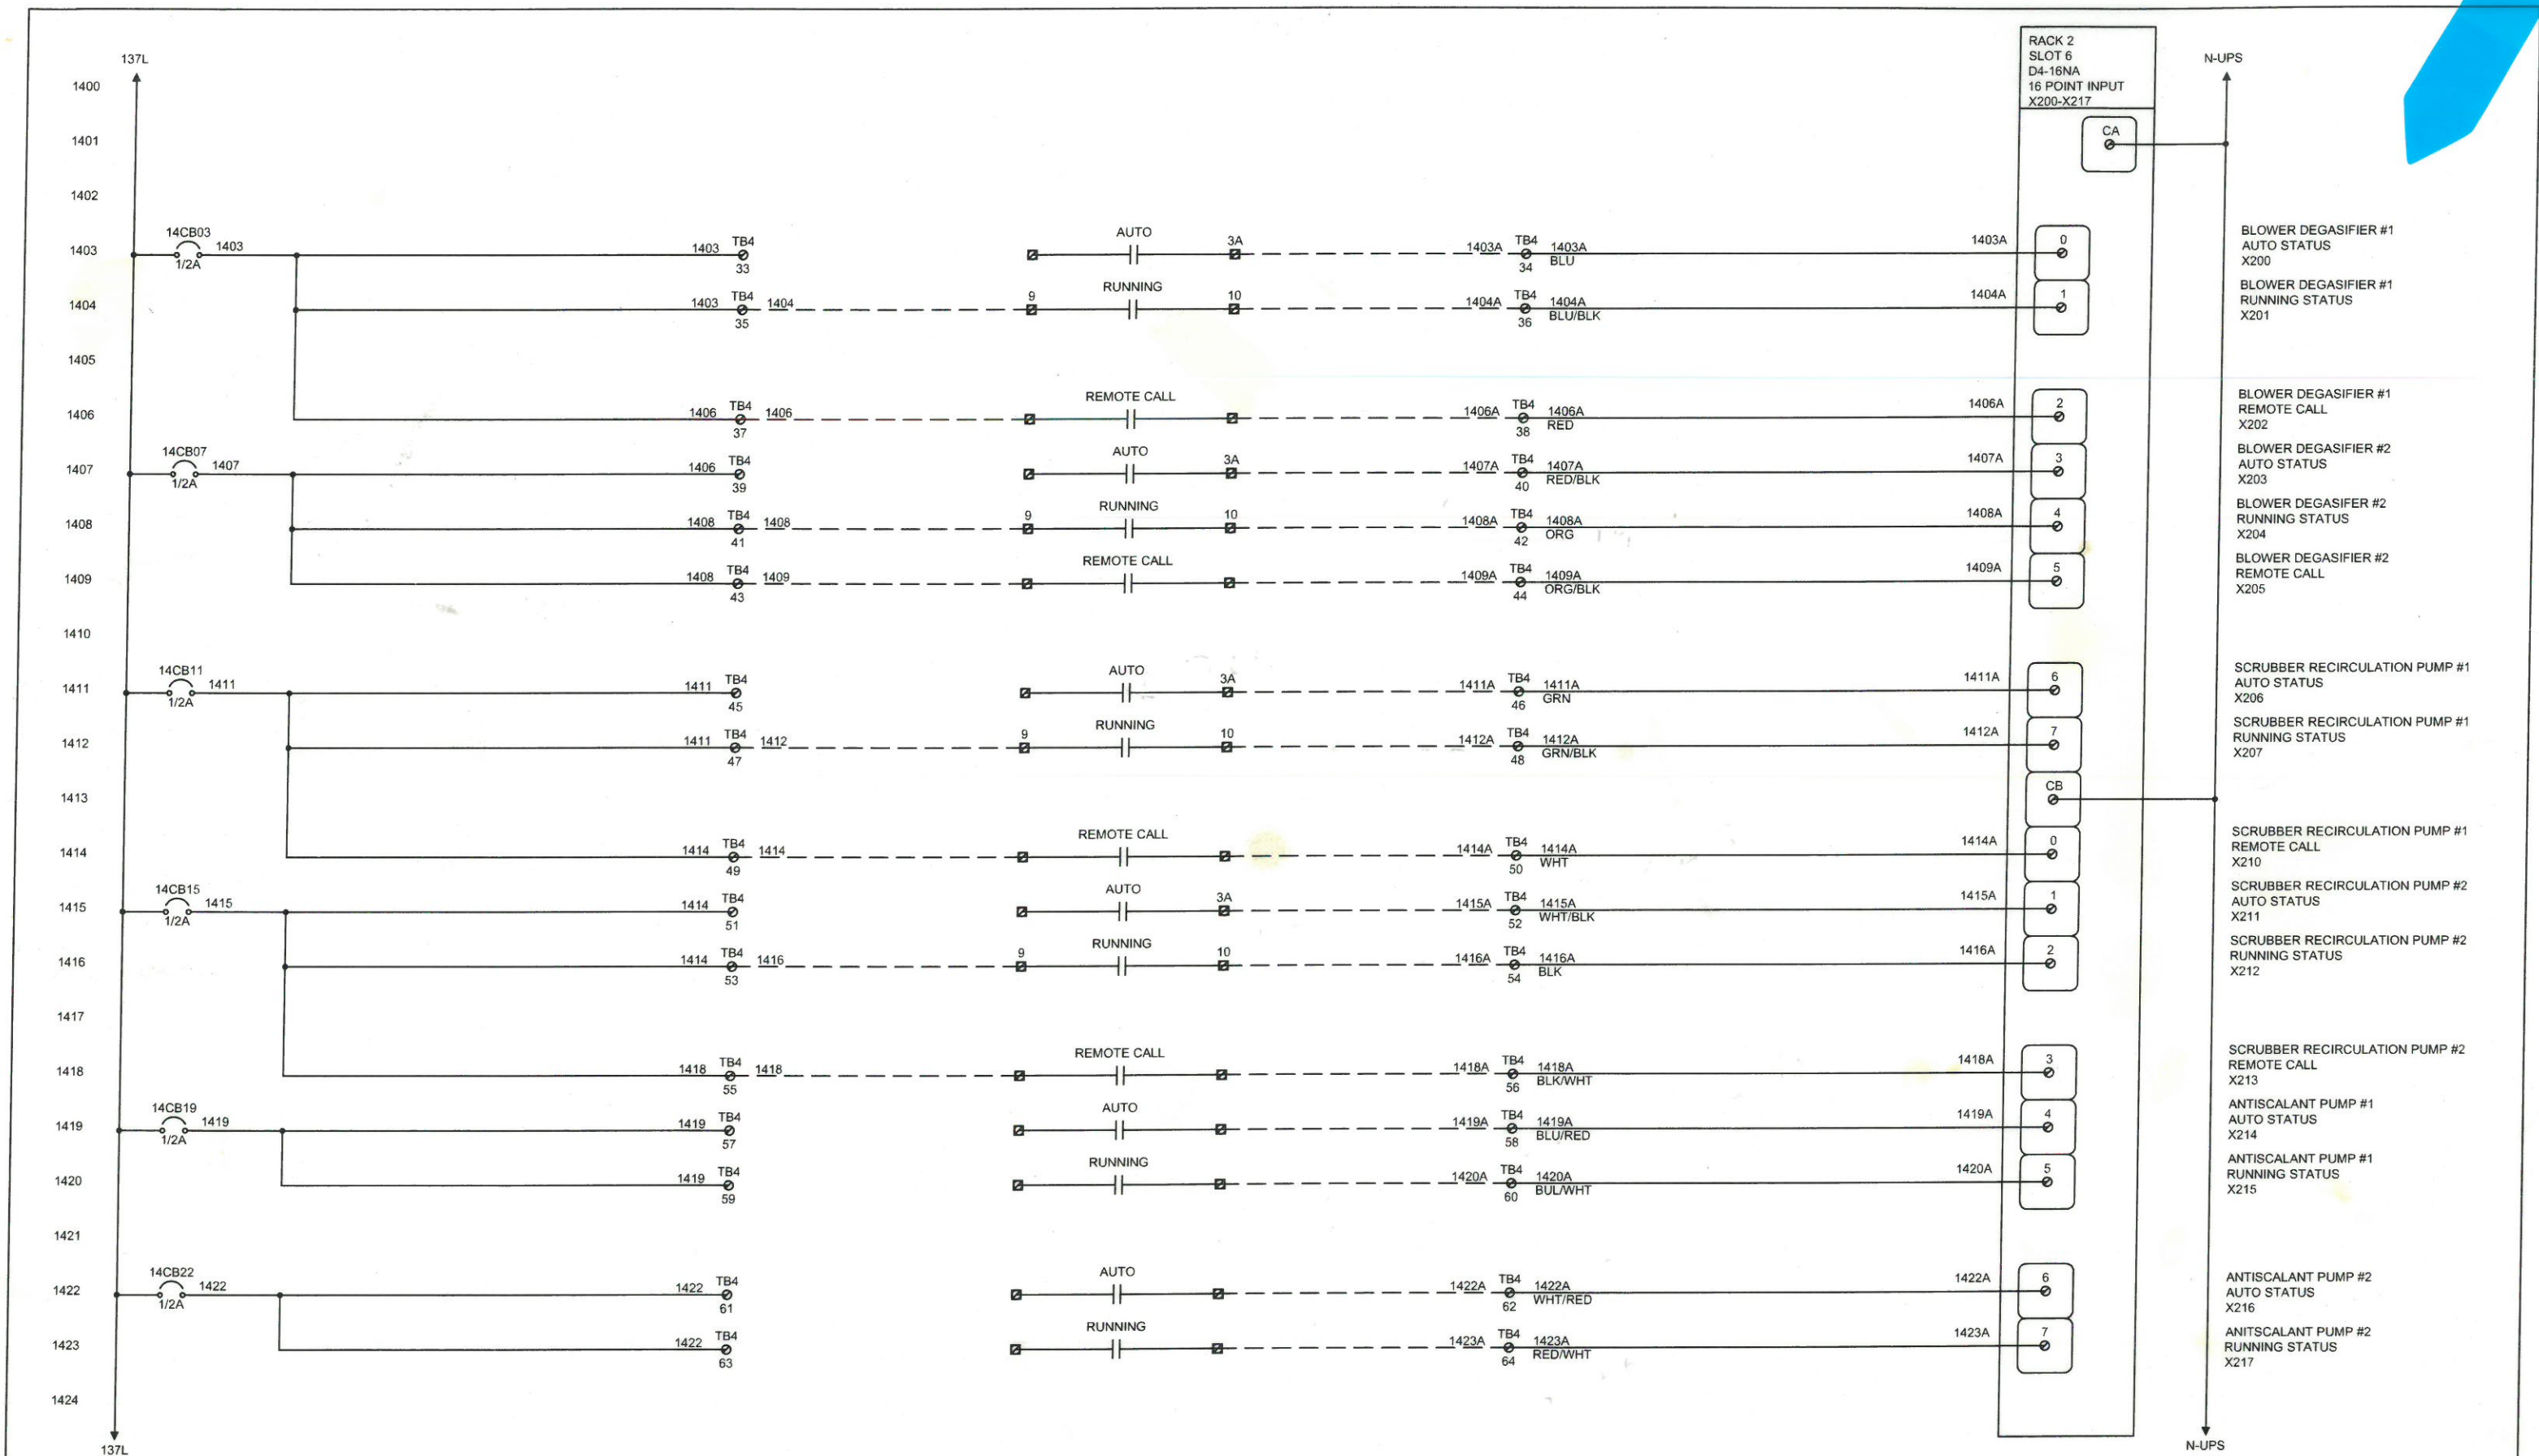 137L
RACK 2
SLOT 6
D4-16NA
16 POINT INPUT
X200-X217
N-UPS
1400
1401
CA
1402
1403
14CB03
1/2A
1403
1403 TB4
33
AUTO
3A
1403A TB4 1403A
34 BLU
1403A
0
BLOWER DEGASIFIER #1
AUTO STATUS
X200
1404
1403 TB4 1404
35
9 RUNNING 10
1404A TB4 1404A
36 BLU/BLK
1404A
1
BLOWER DEGASIFIER #1
RUNNING STATUS
X201
1405
1406
1406 TB4 1406
37
REMOTE CALL
1406A TB4 1406A
38 RED
1406A
2
BLOWER DEGASIFIER #1
REMOTE CALL
X202
1407
14CB07
1/2A
1407
1406 TB4
39
AUTO
3A
1407A TB4 1407A
40 RED/BLK
1407A
3
BLOWER DEGASIFIER #2
AUTO STATUS
X203
1408
1408 TB4 1408
41
9 RUNNING 10
1408A TB4 1408A
42 ORG
1408A
4
BLOWER DEGASIFER #2
RUNNING STATUS
X204
1409
1408 TB4 1409
43
REMOTE CALL
1409A TB4 1409A
44 ORG/BLK
1409A
5
BLOWER DEGASIFIER #2
REMOTE CALL
X205
1410
1411
14CB11
1/2A
1411
1411 TB4
45
AUTO
3A
1411A TB4 1411A
46 GRN
1411A
6
SCRUBBER RECIRCULATION PUMP #1
AUTO STATUS
X206
1412
1411 TB4 1412
47
9 RUNNING 10
1412A TB4 1412A
48 GRN/BLK
1412A
7
SCRUBBER RECIRCULATION PUMP #1
RUNNING STATUS
X207
1413
CB
1414
1414 TB4 1414
49
REMOTE CALL
1414A TB4 1414A
50 WHT
1414A
0
SCRUBBER RECIRCULATION PUMP #1
REMOTE CALL
X210
1415
14CB15
1/2A
1415
1414 TB4
51
AUTO
3A
1415A TB4 1415A
52 WHT/BLK
1415A
1
SCRUBBER RECIRCULATION PUMP #2
AUTO STATUS
X211
1416
1414 TB4 1416
53
9 RUNNING 10
1416A TB4 1416A
54 BLK
1416A
2
SCRUBBER RECIRCULATION PUMP #2
RUNNING STATUS
X212
1417
1418
1418 TB4 1418
55
REMOTE CALL
1418A TB4 1418A
56 BLK/WHT
1418A
3
SCRUBBER RECIRCULATION PUMP #2
REMOTE CALL
X213
1419
14CB19
1/2A
1419
1419 TB4
57
AUTO
1419A TB4 1419A
58 BLU/RED
1419A
4
ANTISCALANT PUMP #1
AUTO STATUS
X214
1420
1419 TB4
59
RUNNING
1420A TB4 1420A
60 BUL/WHT
1420A
5
ANTISCALANT PUMP #1
RUNNING STATUS
X215
1421
1422
14CB22
1/2A
1422
1422 TB4
61
AUTO
1422A TB4 1422A
62 WHT/RED
1422A
6
ANTISCALANT PUMP #2
AUTO STATUS
X216
1423
1422 TB4
63
RUNNING
1423A TB4 1423A
64 RED/WHT
1423A
7
ANITSCALANT PUMP #2
RUNNING STATUS
X217
1424
137L
N-UPS